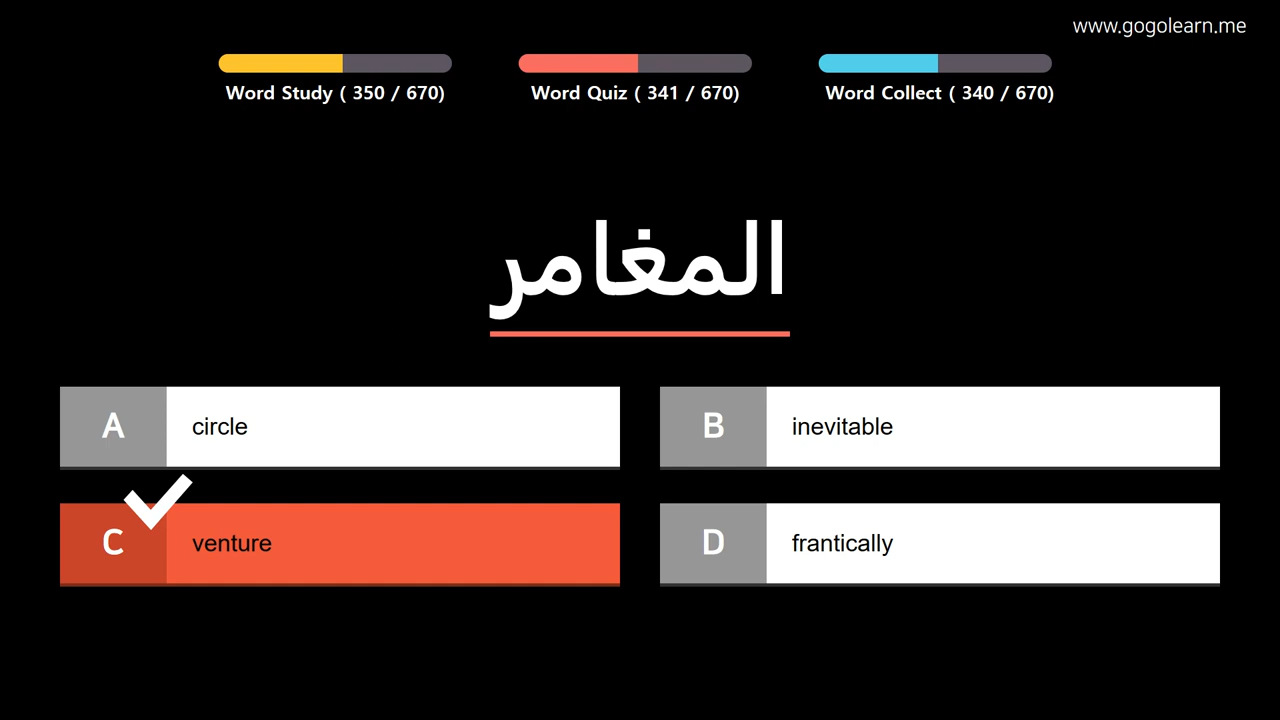 www.gogolearn.me
Word Study ( 350 / 670)
Word Quiz ( 341 / 670)
Word Collect ( 340 / 670)
المغامر
A circle
B inevitable
C venture
D frantically